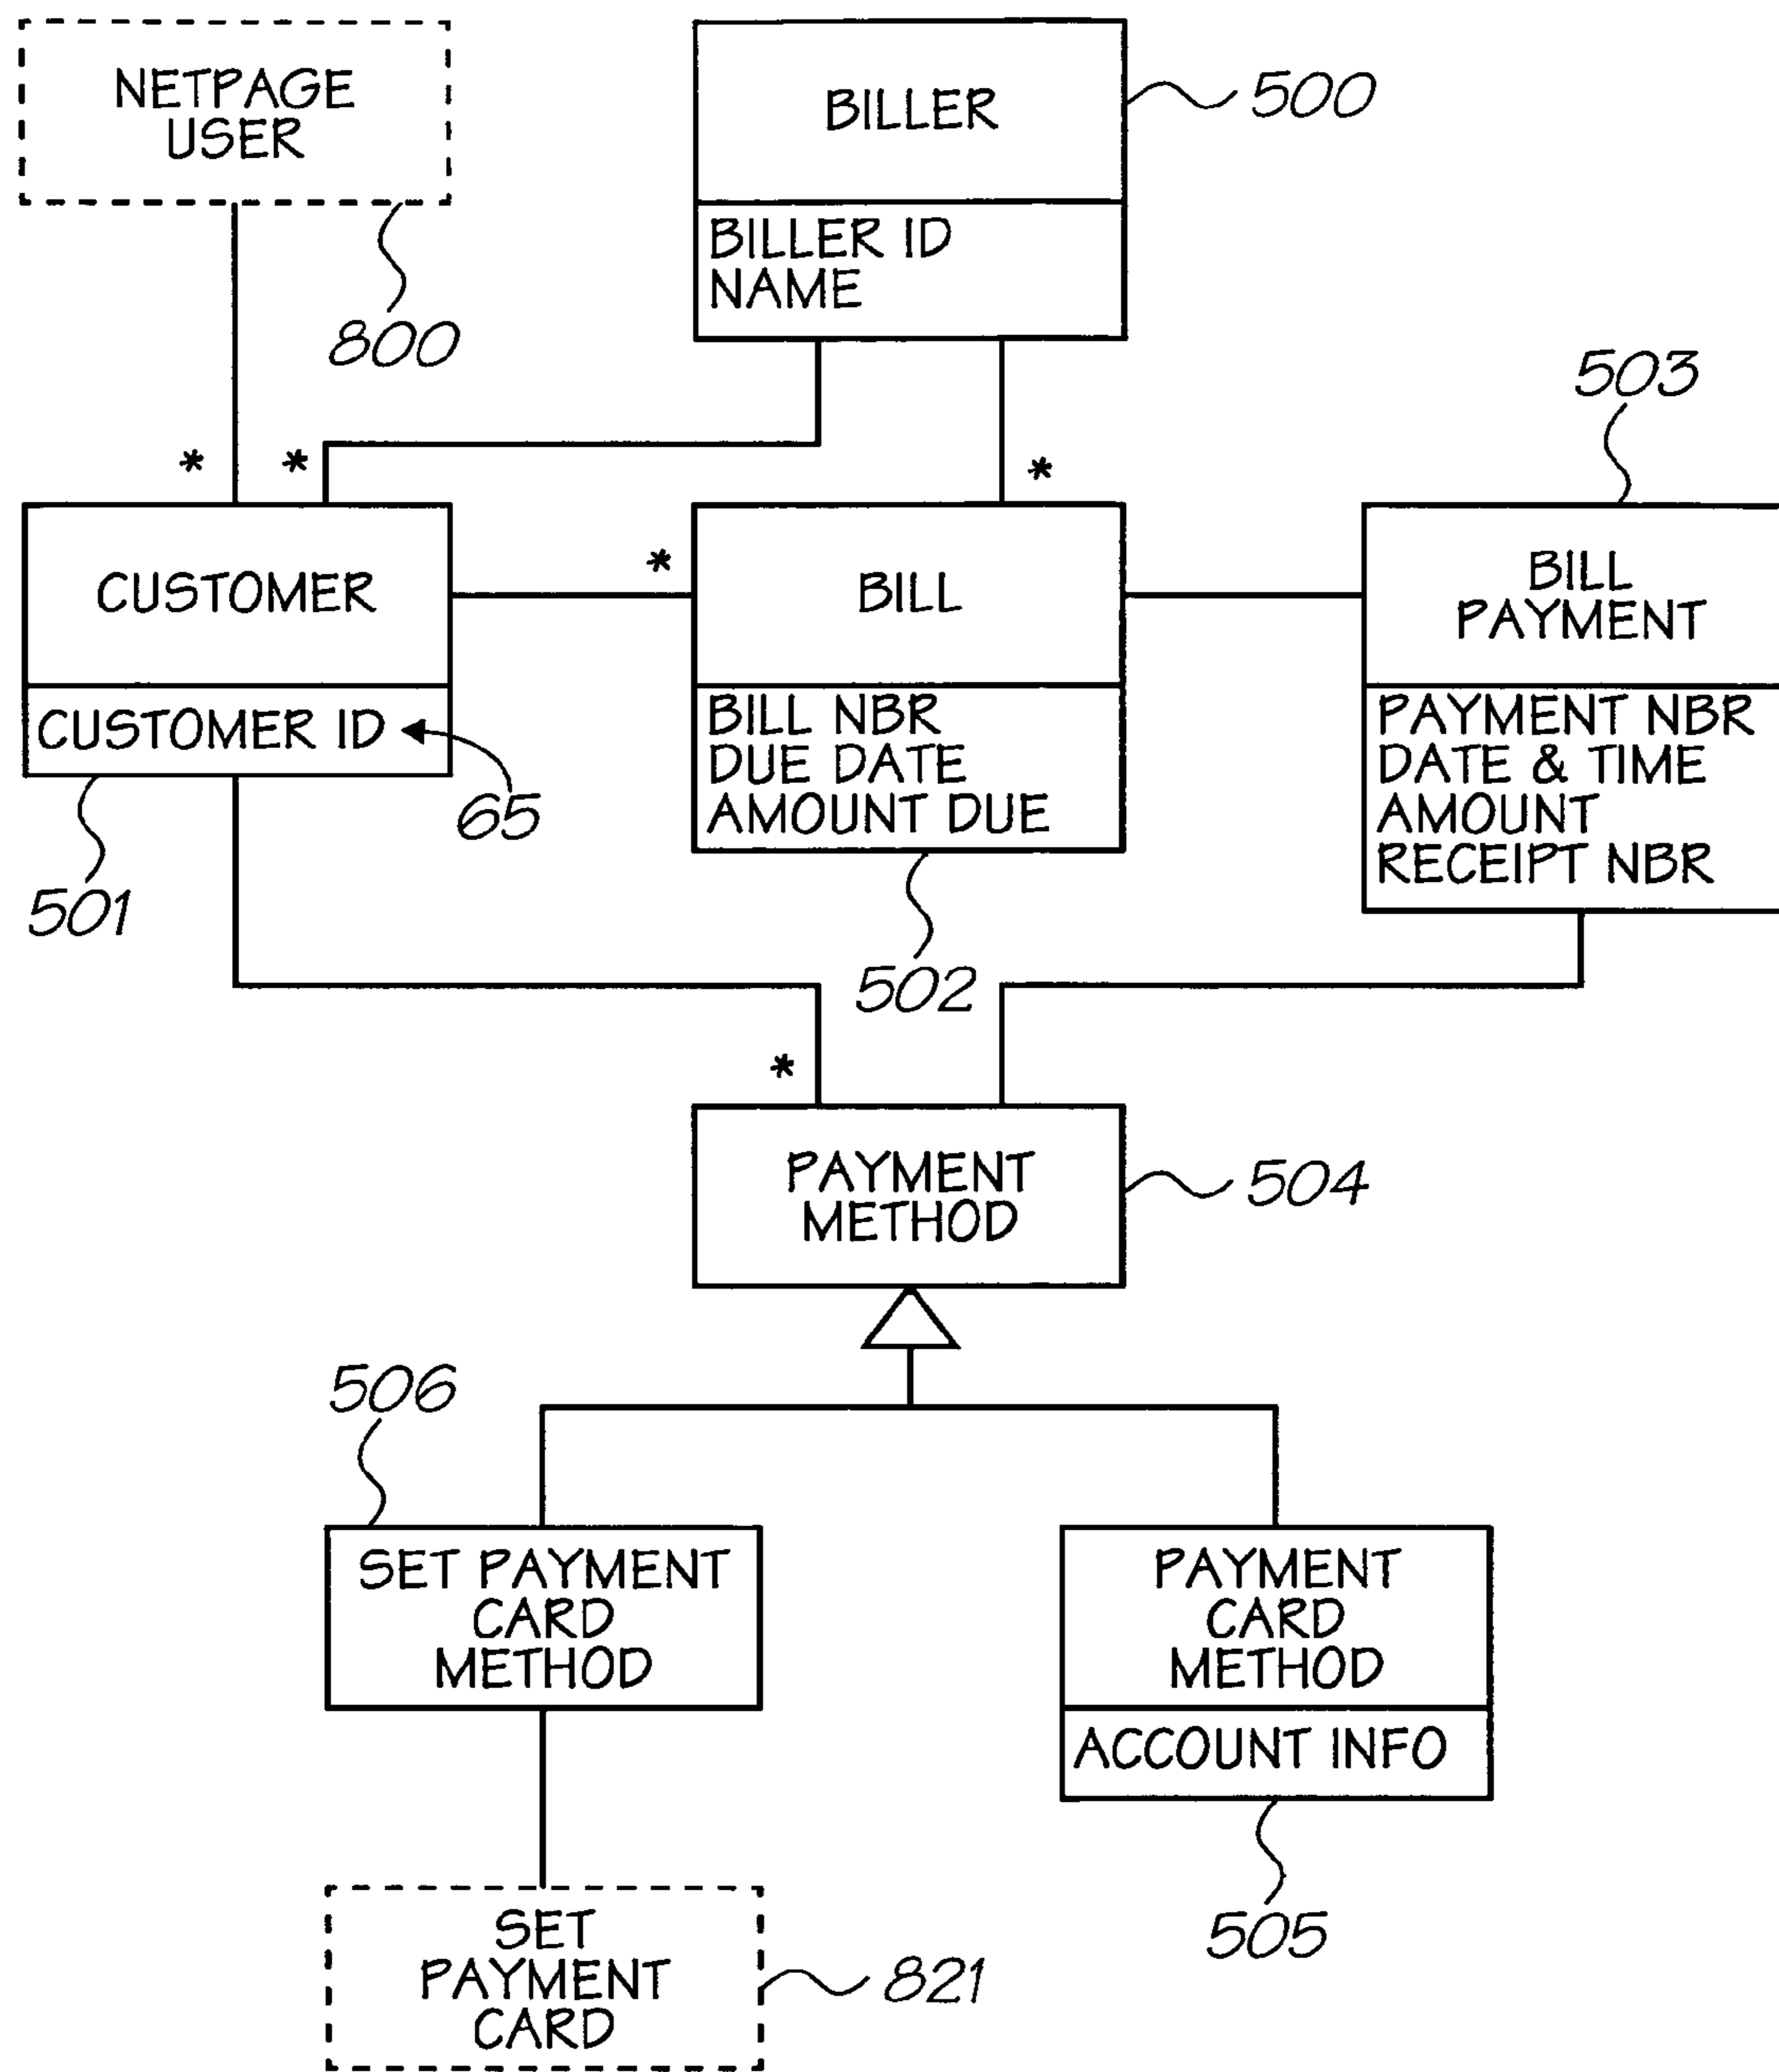 NETPAGE
USER
800
BILLER
500
BILLER ID
NAME
503
*
*
*
CUSTOMER
*
BILL
BILL
PAYMENT
CUSTOMER ID
65
501
BILL NBR
DUE DATE
AMOUNT DUE
502
PAYMENT NBR
DATE & TIME
AMOUNT
RECEIPT NBR
*
PAYMENT
METHOD
504
506
SET PAYMENT
CARD
METHOD
PAYMENT
CARD
METHOD
ACCOUNT INFO
505
SET
PAYMENT
CARD
821